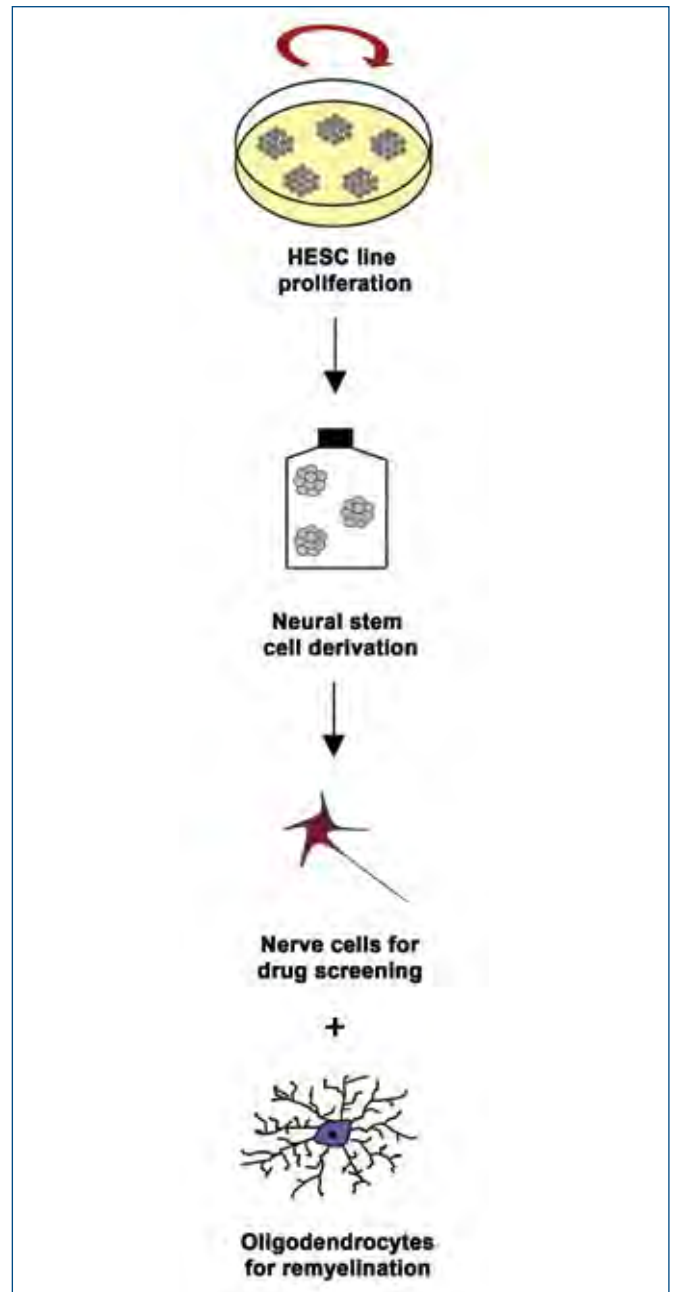 HESC line
proliferation
Neural stem
cell derivation
Nerve cells for
drug screening
+
Oligodendrocytes
for remyelination